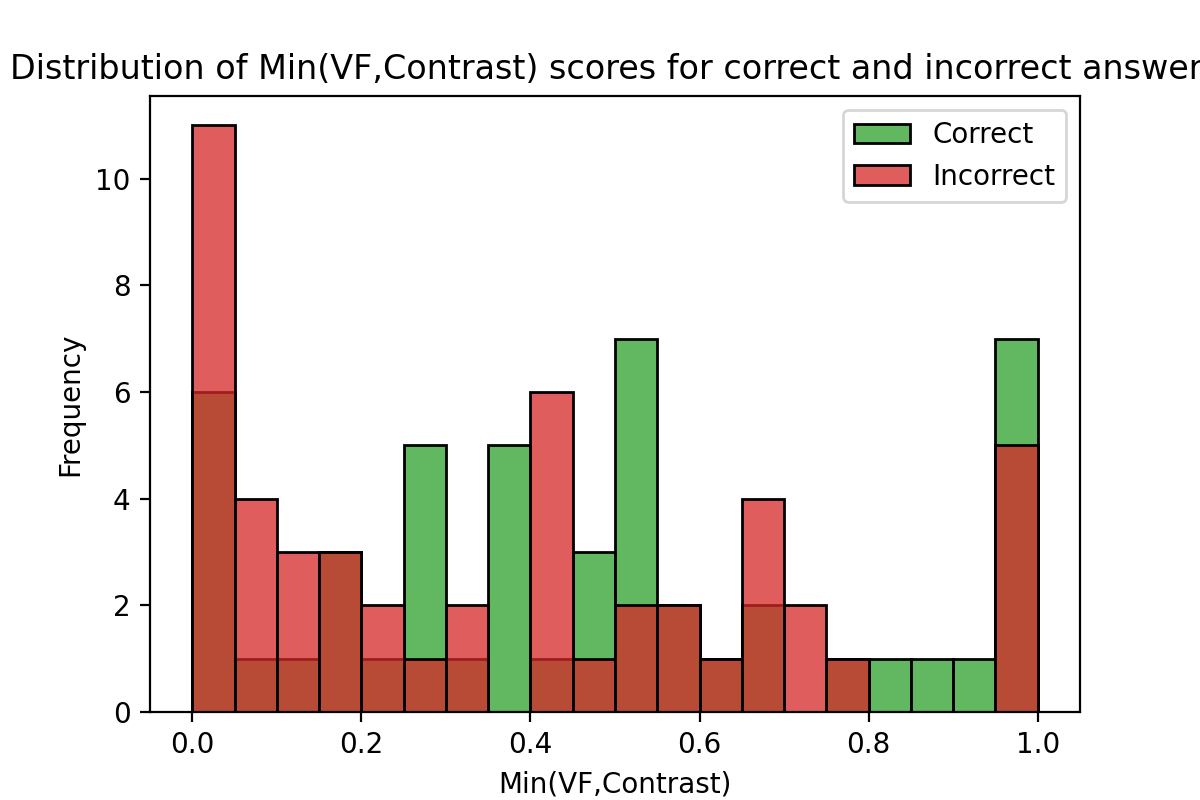 Distribution of Min(VF,Contrast) scores for correct and incorrect answer
Correct
Incorrect
10
8
6
4
2
0
Frequency
0.0 0.2 0.4 0.6 0.8 1.0
Min(VF,Contrast)